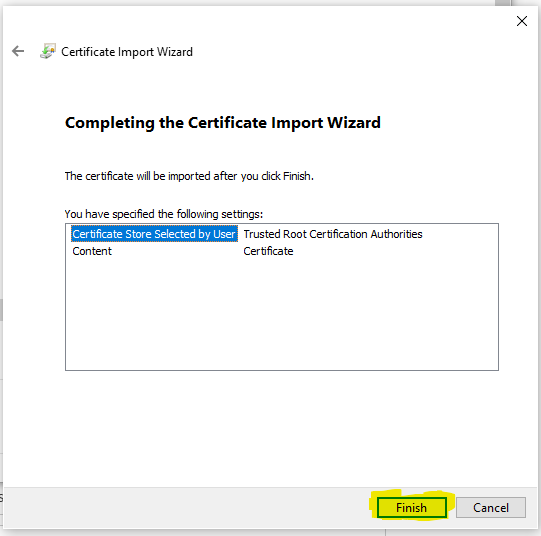 Certificate Import Wizard
Completing the Certificate Import Wizard
The certificate will be imported after you click Finish.
You have specified the following settings:
Certificate Store Selected by User Trusted Root Certification Authorities
Content Certificate
Finish Cancel